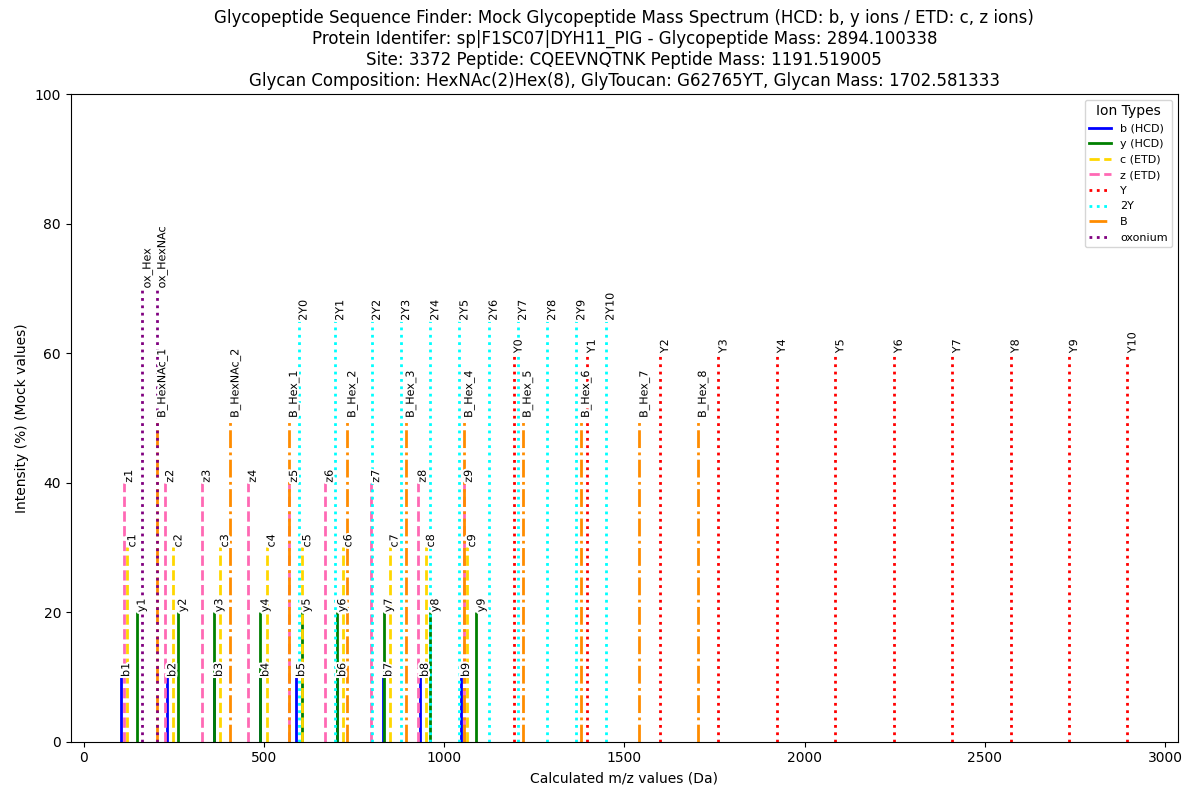 Glycopeptide Sequence Finder: Mock Glycopeptide Mass Spectrum (HCD: b, y ions / ETD: c, z ions)
Protein Identifer: sp|F1SC07|DYH11_PIG - Glycopeptide Mass: 2894.100338
Site: 3372 Peptide: CQEEVNQTNK Peptide Mass: 1191.519005
Glycan Composition: HexNAc(2)Hex(8), GlyToucan: G62765YT, Glycan Mass: 1702.581333
Ion Types
b (HCD)
y (HCD)
c (ETD)
z (ETD)
Y
2Y
B
oxonium
Intensity (%) (Mock values)
100
80
60
40
20
0
ox_Hex
ox_HexNAc
2Y0
2Y1
2Y2
2Y3
2Y4
2Y5
2Y6
2Y7
2Y8
2Y9
2Y10
Y0
Y1
Y2
Y3
Y4
Y5
Y6
Y7
Y8
Y9
Y10
B_HexNAc_1
B_HexNAc_2
B_Hex_1
B_Hex_2
B_Hex_3
B_Hex_4
B_Hex_5
B_Hex_6
B_Hex_7
B_Hex_8
z1
z2
z3
z4
z5
z6
z7
z8
z9
c1
c2
c3
c4
c5
c6
c7
c8
c9
y1
y2
y3
y4
y5
y6
y7
y8
y9
b1
b2
b3
b4
b5
b6
b7
b8
b9
0
500
1000
1500
2000
2500
3000
Calculated m/z values (Da)